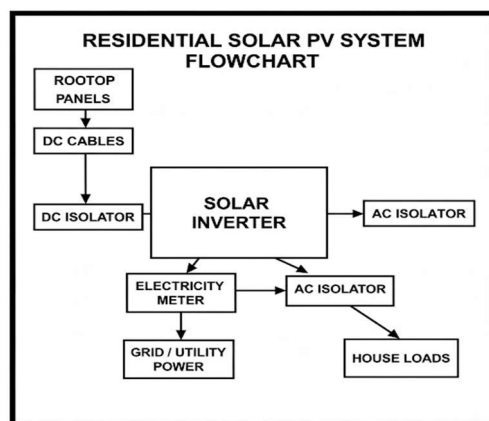 RESIDENTIAL SOLAR PV SYSTEM
FLOWCHART
ROOTOP
PANELS
DC CABLES
DC ISOLATOR
SOLAR
INVERTER
AC ISOLATOR
ELECTRICITY
METER
AC ISOLATOR
GRID / UTILITY
POWER
HOUSE LOADS